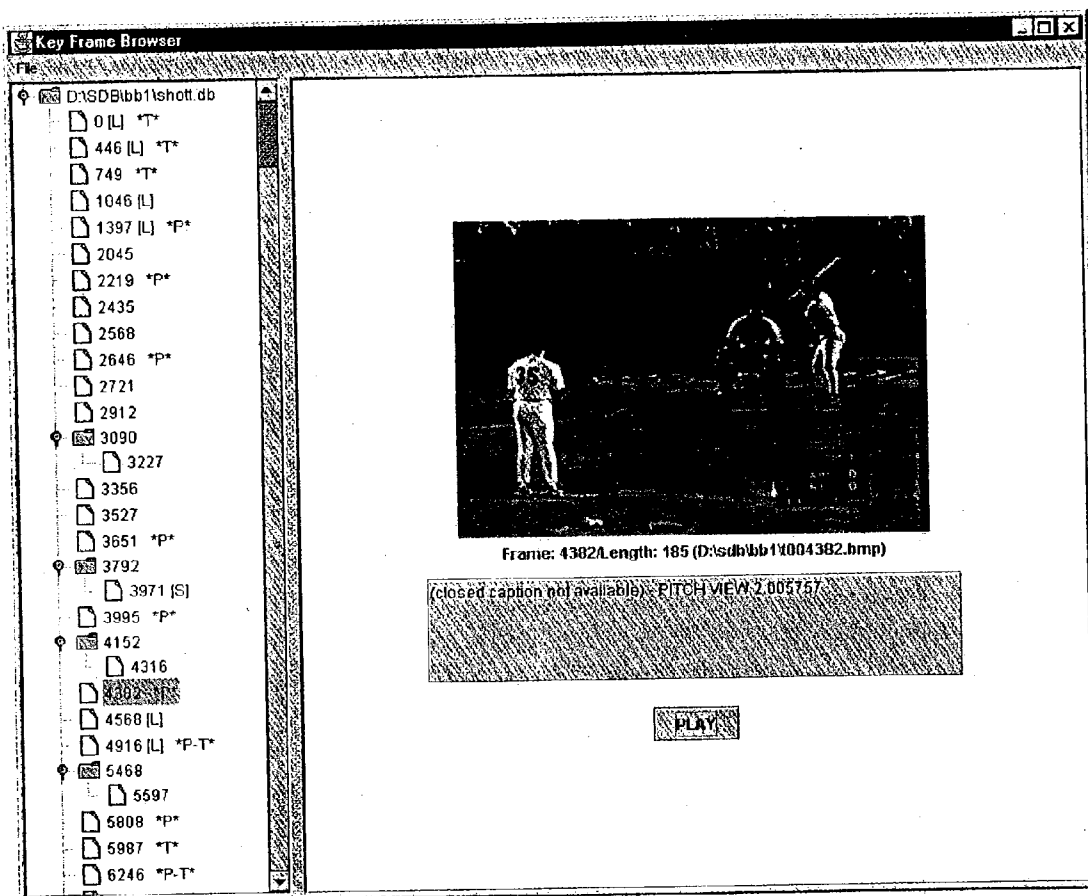 Key Frame Browser
File
D:\SDB\bb1\shott.db
0 [L] *T*
446 [L] *T*
749 *T*
1046 [L]
1397 [L] *P*
2045
2219 *P*
2435
2568
2646 *P*
2721
2912
3090
3227
3356
3527
3651 *P*
3792
3971 [S]
3995 *P*
4152
4316
4382 *P*
4568 [L]
4916 [L] *P-T*
5468
5597
5808 *P*
5987 *T*
6246 *P-T*
36
Frame: 4382/Length: 185 (D:\sdb\bb1\t004382.bmp)
(closed caption not available) - PITCH VIEW 2.005757
PLAY